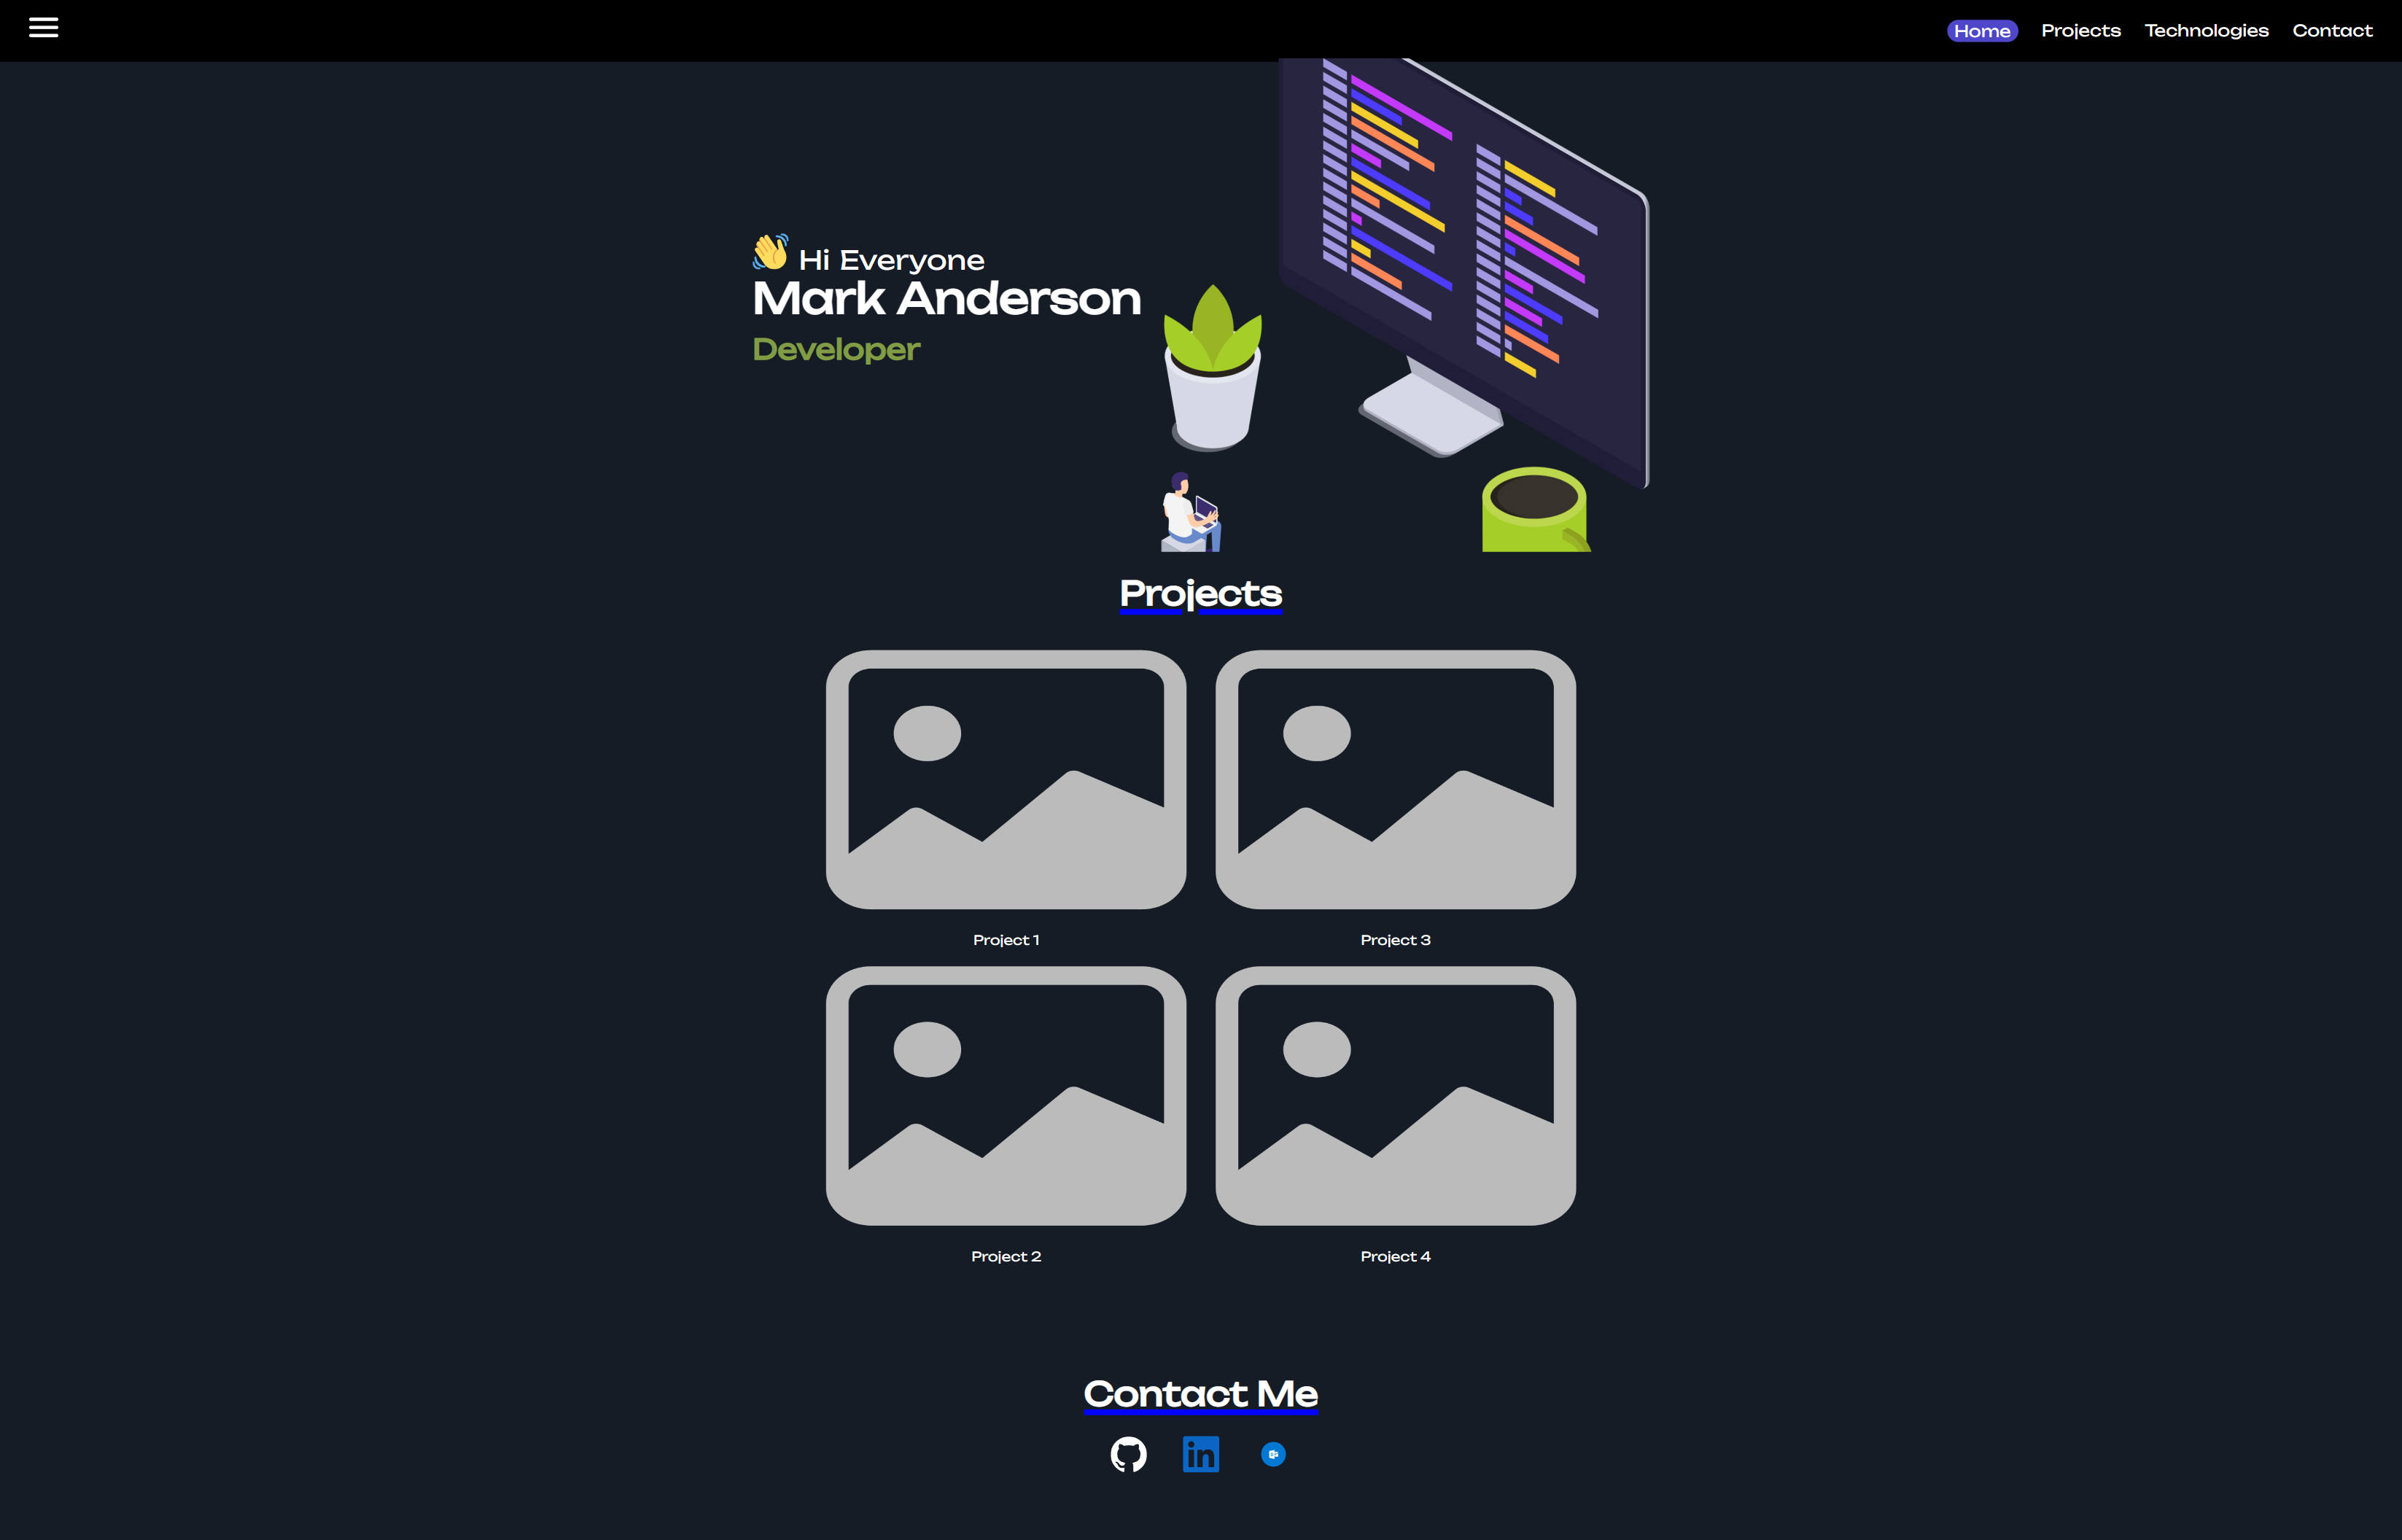 Home Projects Technologies Contact
Hi Everyone
Mark Anderson
Developer
Projects
Project 1 Project 3
Project 2 Project 4
Contact Me
in